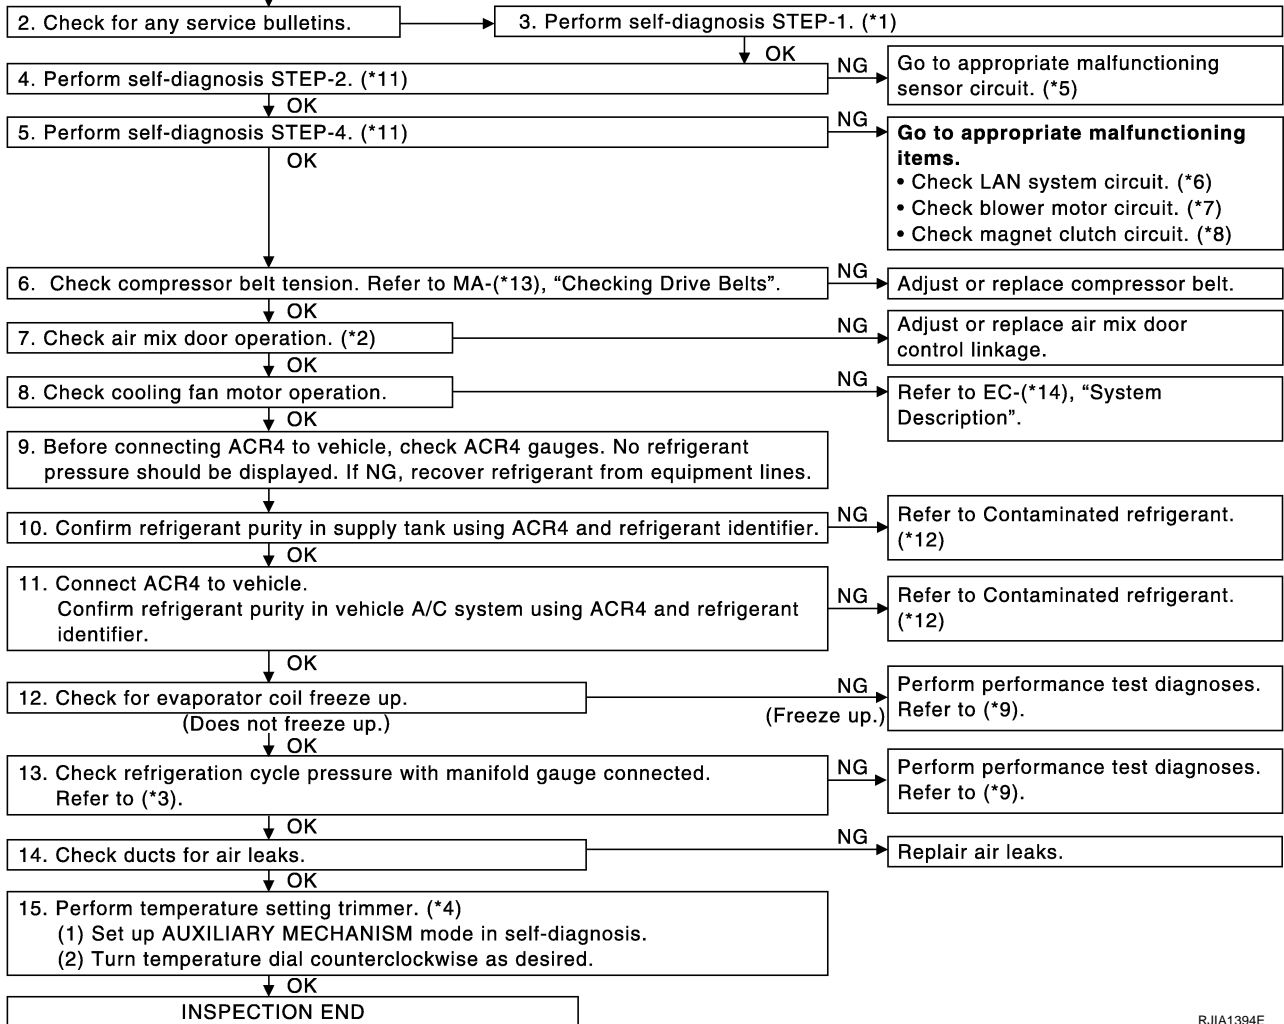 2. Check for any service bulletins.
3. Perform self-diagnosis STEP-1. (*1)
OK
4. Perform self-diagnosis STEP-2. (*11)
NG
Go to appropriate malfunctioning
sensor circuit. (*5)
OK
5. Perform self-diagnosis STEP-4. (*11)
NG
Go to appropriate malfunctioning
items.
• Check LAN system circuit. (*6)
• Check blower motor circuit. (*7)
• Check magnet clutch circuit. (*8)
OK
6. Check compressor belt tension. Refer to MA-(*13), “Checking Drive Belts”.
NG
Adjust or replace compressor belt.
OK
7. Check air mix door operation. (*2)
NG
Adjust or replace air mix door
control linkage.
OK
8. Check cooling fan motor operation.
NG
Refer to EC-(*14), “System
Description”.
OK
9. Before connecting ACR4 to vehicle, check ACR4 gauges. No refrigerant
pressure should be displayed. If NG, recover refrigerant from equipment lines.
10. Confirm refrigerant purity in supply tank using ACR4 and refrigerant identifier.
NG
Refer to Contaminated refrigerant.
(*12)
OK
11. Connect ACR4 to vehicle.
Confirm refrigerant purity in vehicle A/C system using ACR4 and refrigerant
identifier.
NG
Refer to Contaminated refrigerant.
(*12)
OK
12. Check for evaporator coil freeze up.
(Does not freeze up.)
NG
(Freeze up.)
Perform performance test diagnoses.
Refer to (*9).
OK
13. Check refrigeration cycle pressure with manifold gauge connected.
Refer to (*3).
NG
Perform performance test diagnoses.
Refer to (*9).
OK
14. Check ducts for air leaks.
NG
Replair air leaks.
OK
15. Perform temperature setting trimmer. (*4)
(1) Set up AUXILIARY MECHANISM mode in self-diagnosis.
(2) Turn temperature dial counterclockwise as desired.
OK
INSPECTION END
RJIA1394E